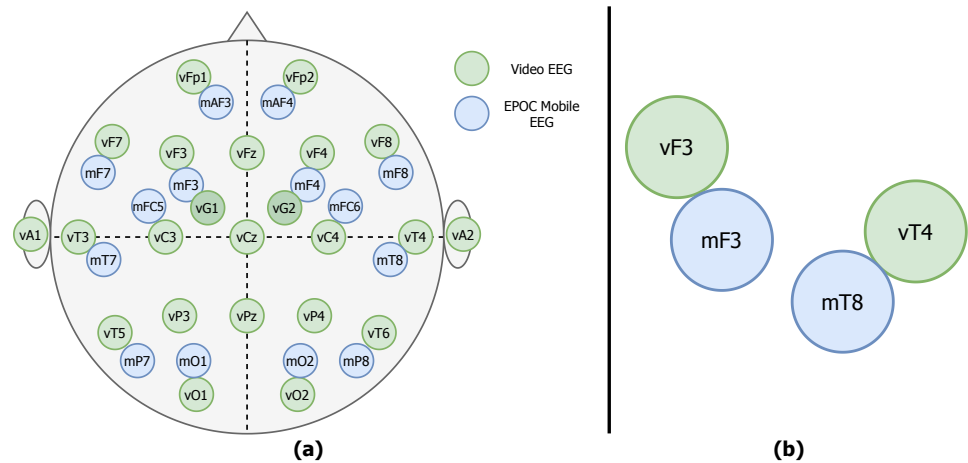 vFp1 vFp2
mAF3 mAF4
Video EEG
EPOC Mobile
EEG
vF7 vF3 vFz vF4 vF8
mF7 mF3 mF4 mF8
mFC5 vG1 vG2 mFC6
vA1 vT3 vC3 vCz vC4 vT4 vA2
mT7 mT8
vP3 vPz vP4
vT5 vT6
mP7 mO1 mO2 mP8
vO1 vO2
(a)
vF3
mF3
vT4
mT8
(b)